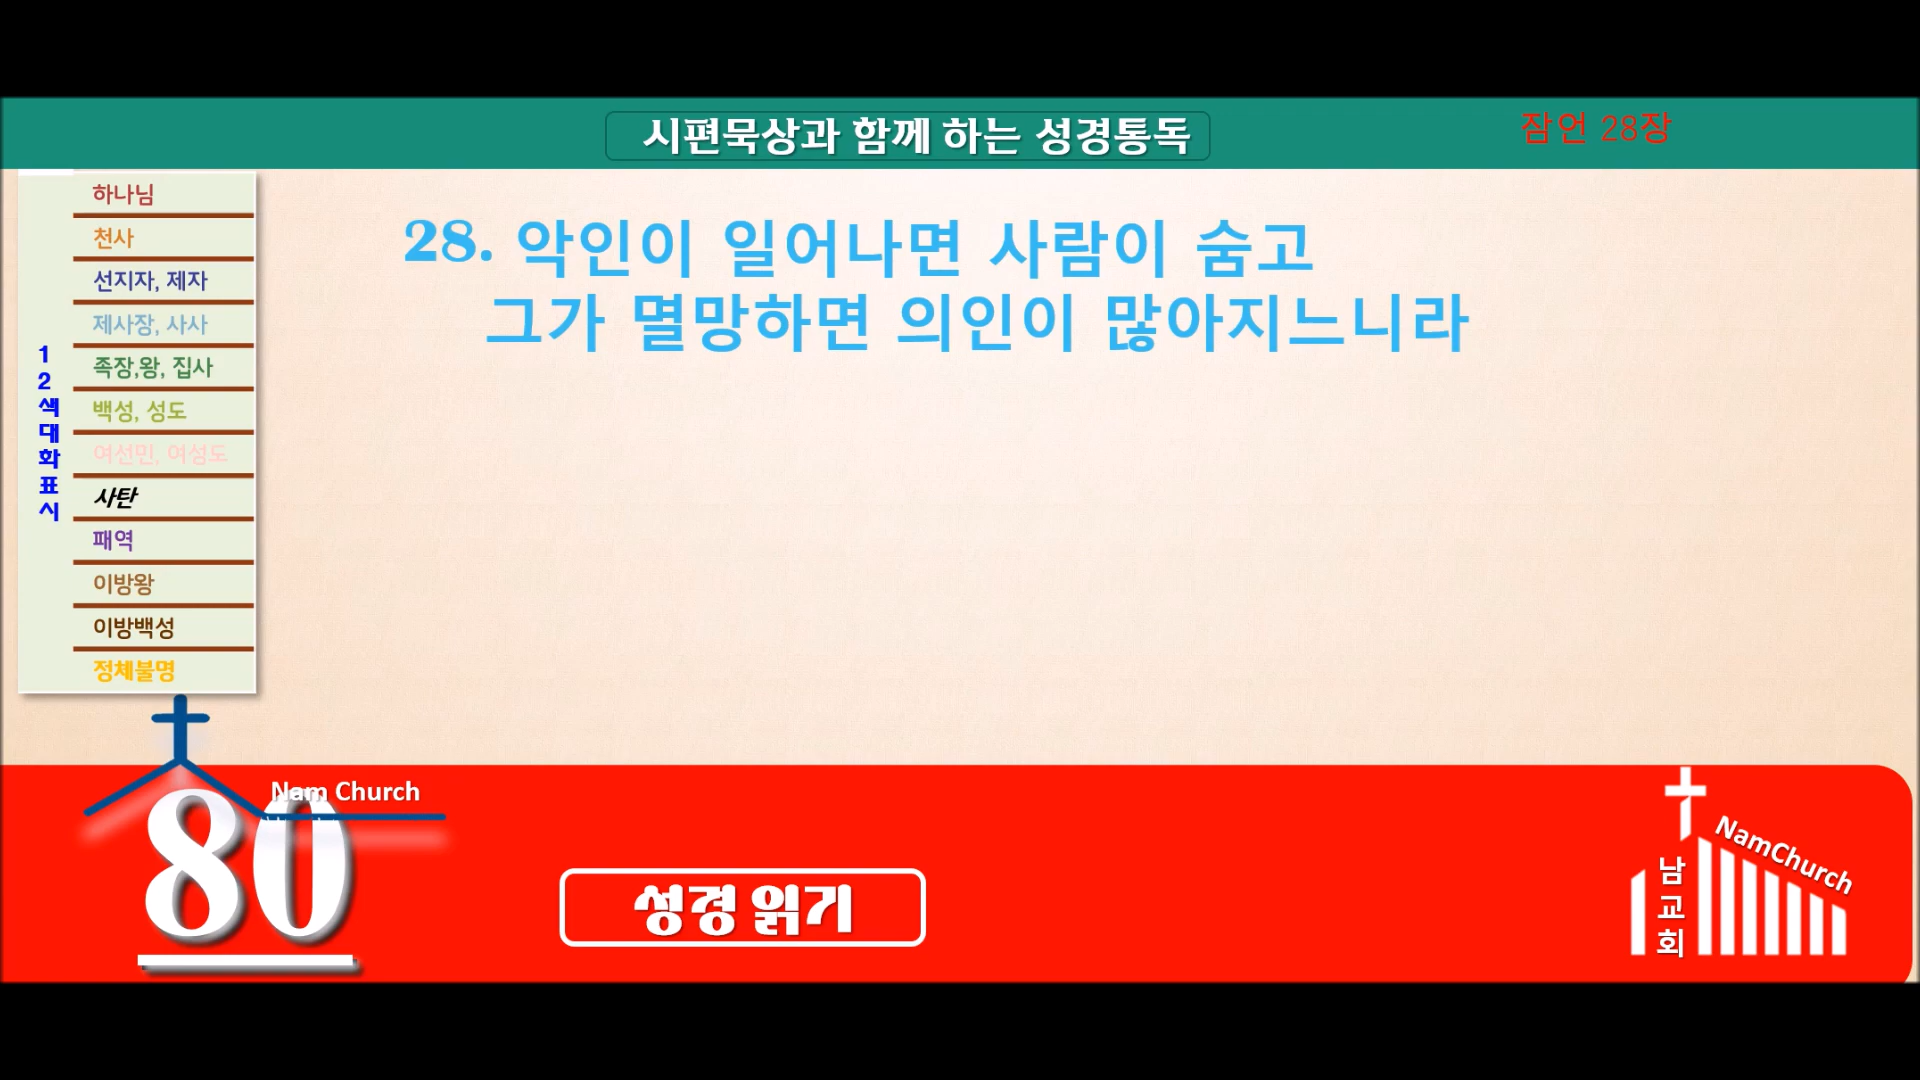 시편묵상과 함께 하는 성경통독
잠언 28장
12색대화표시
하나님
천사
선지자, 제자
제사장, 사사
족장,왕, 집사
백성, 성도
여선민, 여성도
사탄
패역
이방왕
이방백성
정체불명
28. 악인이 일어나면 사람이 숨고
그가 멸망하면 의인이 많아지느니라
Nam Church
80
성경 읽기
남교회
NamChurch